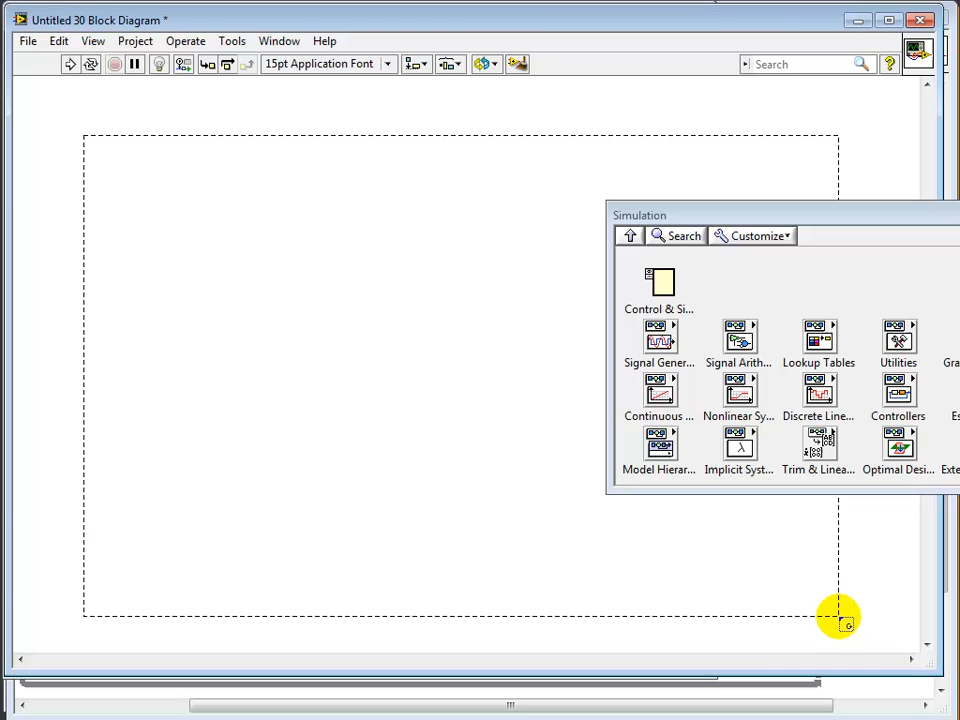 Untitled 30 Block Diagram *
File Edit View Project Operate Tools Window Help
15pt Application Font
Search
?
Simulation
Search Customize
Control & Si...
Signal Gener... Signal Arith... Lookup Tables Utilities Gra
Continuous ... Nonlinear Sy... Discrete Line... Controllers Es
Model Hierar... Implicit Syst... Trim & Linea... Optimal Desi... Exte
G